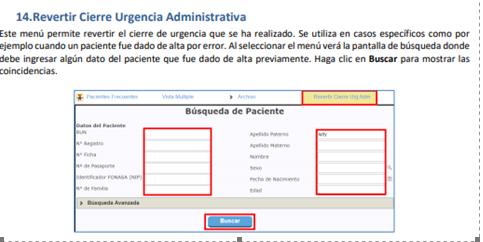 14.Revertir Cierre Urgencia Administrativa
Este menú permite revertir el cierre de urgencia que se ha realizado. Se utiliza en casos específicos como por
ejemplo cuando un paciente fue dado de alta por error. Al seleccionar el menú verá la pantalla de búsqueda donde
debe ingresar algún dato del paciente que fue dado de alta previamente. Haga clic en Buscar para mostrar las
coincidencias.
Pacientes Frecuentes Vista Multiple Archivo Revertir Cierre Urg Adm
Búsqueda de Paciente
Datos del Paciente
RUN
Apellido Paterno
Nº Registro
Apellido Materno
Nº Ficha
Nombre
Nº de Pasaporte
Sexo
Identificador FONASA (NIP)
Fecha de Nacimiento
Nº de Familia
Edad
Búsqueda Avanzada
Buscar